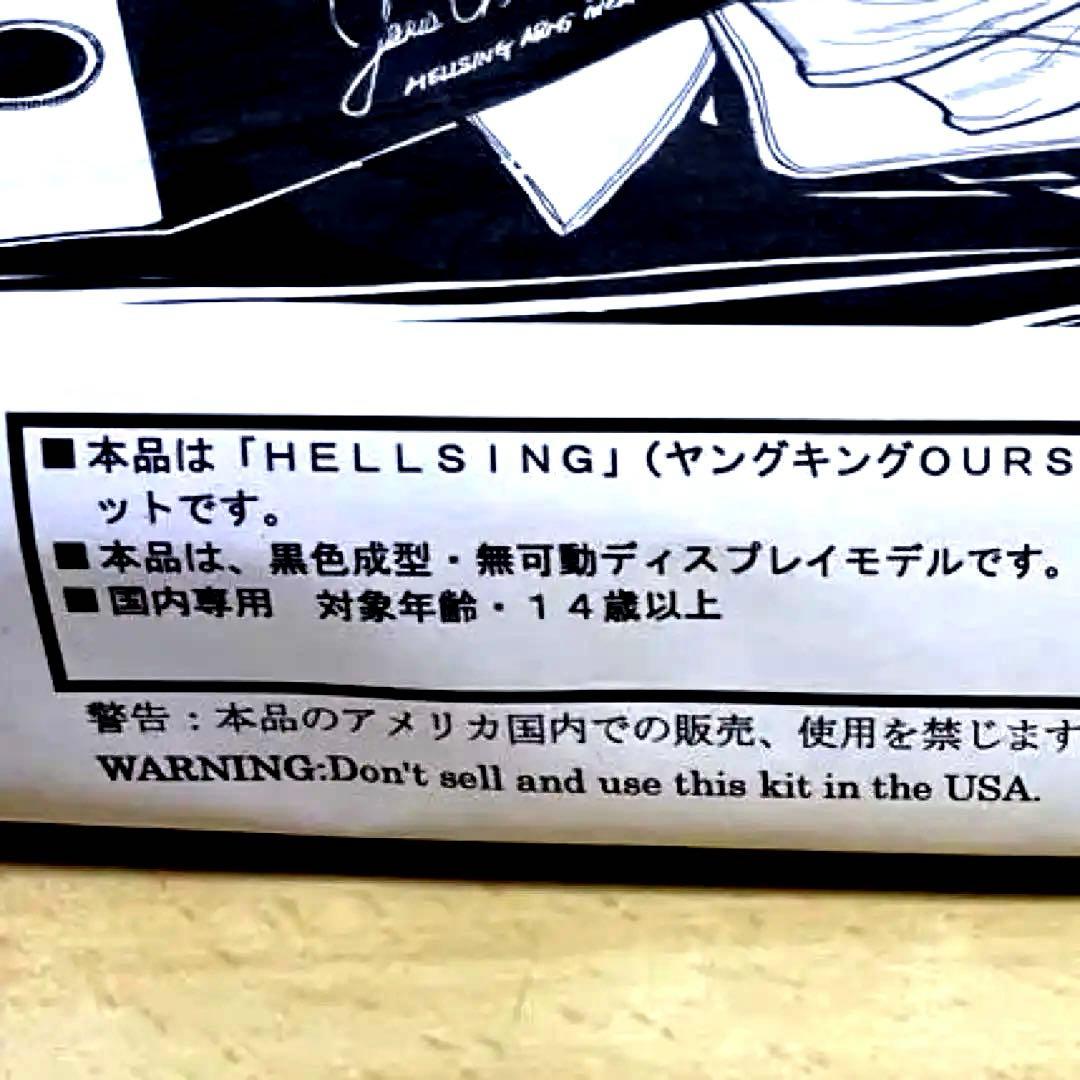 HELLSING ARMS
■本品は「HELLSING」(ヤングキングOURS
ットです。
■本品は、黒色成型・無可動ディスプレイモデルです。
■国内専用　対象年齢・14歳以上
警告：本品のアメリカ国内での販売、使用を禁じます
WARNING:Don't sell and use this kit in the USA.